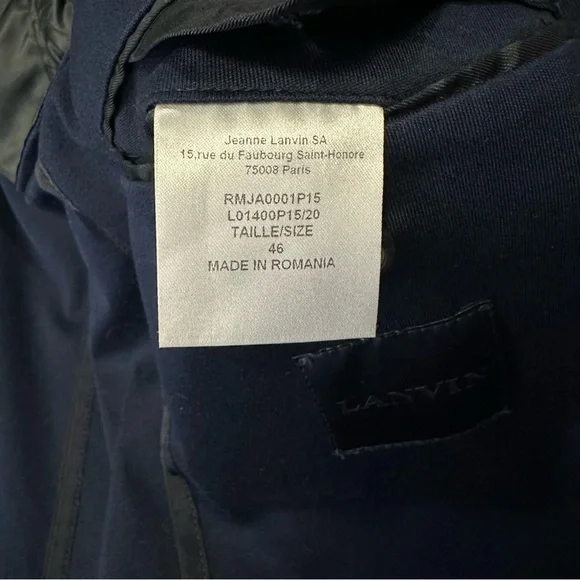 Jeanne Lanvin SA
15,rue du Faubourg Saint-Honore
75008 Paris
RMJA0001P15
L01400P15/20
TAILLE/SIZE
46
MADE IN ROMANIA
LANVIN